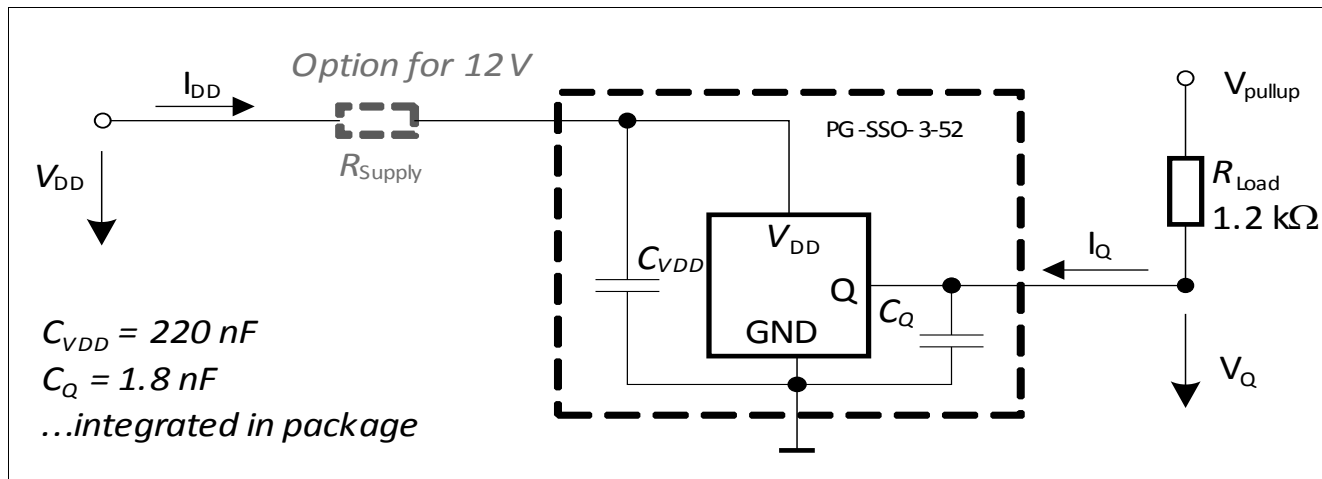 Option for 12V
I_DD
R_Supply
V_DD
PG-SSO-3-52
V_pullup
R_Load
1.2 kΩ
I_Q
V_DD
C_VDD
Q
C_Q
GND
V_Q
C_VDD = 220 nF
C_Q = 1.8 nF
...integrated in package